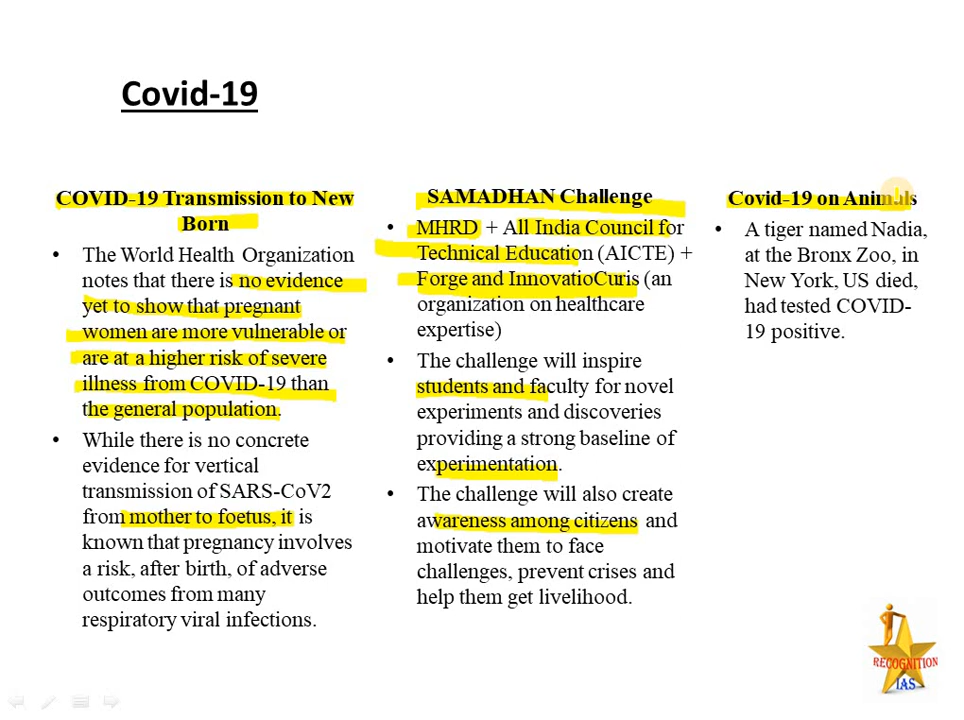 Covid-19
COVID-19 Transmission to New
Born
• The World Health Organization
notes that there is no evidence
yet to show that pregnant
women are more vulnerable or
are at a higher risk of severe
illness from COVID-19 than
the general population.
• While there is no concrete
evidence for vertical
transmission of SARS-CoV2
from mother to foetus, it is
known that pregnancy involves
a risk, after birth, of adverse
outcomes from many
respiratory viral infections.
SAMADHAN Challenge
• MHRD + All India Council for
Technical Education (AICTE) +
Forge and InnovatioCuris (an
organization on healthcare
expertise)
• The challenge will inspire
students and faculty for novel
experiments and discoveries
providing a strong baseline of
experimentation.
• The challenge will also create
awareness among citizens and
motivate them to face
challenges, prevent crises and
help them get livelihood.
Covid-19 on Animals
• A tiger named Nadia,
at the Bronx Zoo, in
New York, US died,
had tested COVID-
19 positive.
RECOGNITION
IAS